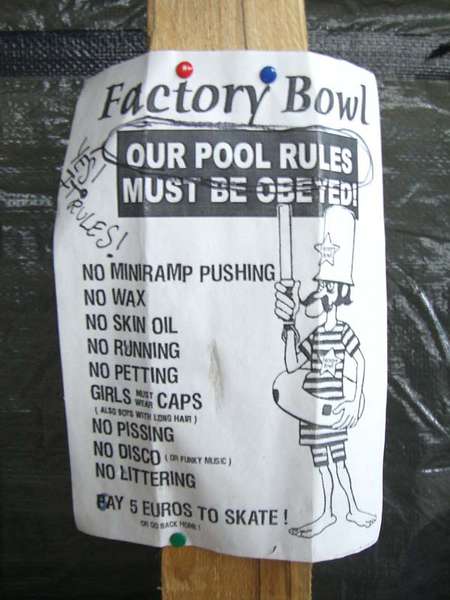 Factory Bowl
OUR POOL RULES
MUST BE OBEYED!
YES!
IT RULES!
NO MINIRAMP PUSHING
NO WAX
NO SKIN OIL
NO RUNNING
NO PETTING
GIRLS MUST WEAR CAPS
( ALSO BOYS WITH LONG HAIR )
NO PISSING
NO DISCO ( OR FUNKY MUSIC )
NO LITTERING
PAY 5 EUROS TO SKATE !
OR GO BACK HOME !